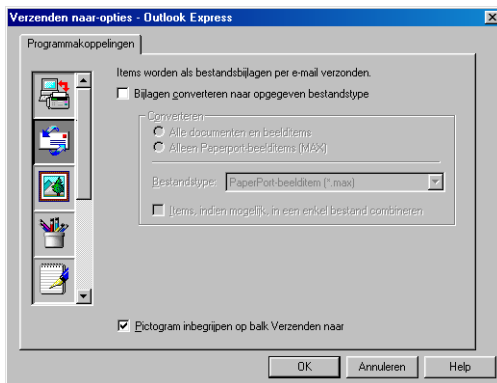 Verzenden naar-opties - Outlook Express
Programmakoppelingen
Items worden als bestandsbijlagen per e-mail verzonden.
Bijlagen converteren naar opgegeven bestandstype
Converteren
Alle documenten en beelditems
Alleen Paperport-beelditems (MAX)
Bestandstype: PaperPort-beelditem (*.max)
Items, indien mogelijk, in een enkel bestand combineren
Pictogram inbegrijpen op balk Verzenden naar
OK Annuleren Help